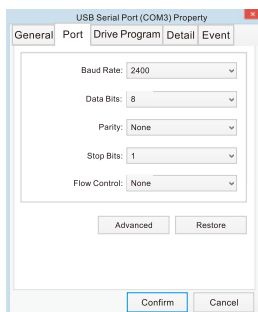 USB Serial Port (COM3) Property
General Port Drive Program Detail Event
Baud Rate: 2400
Data Bits: 8
Parity: None
Stop Bits: 1
Flow Control: None
Advanced Restore
Confirm Cancel